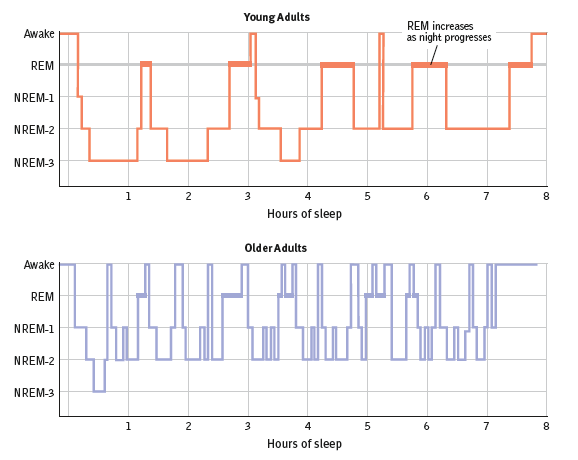 Young Adults
REM increases
as night progresses
Awake
REM
NREM-1
NREM-2
NREM-3
1 2 3 4 5 6 7 8
Hours of sleep
Older Adults
Awake
REM
NREM-1
NREM-2
NREM-3
1 2 3 4 5 6 7 8
Hours of sleep